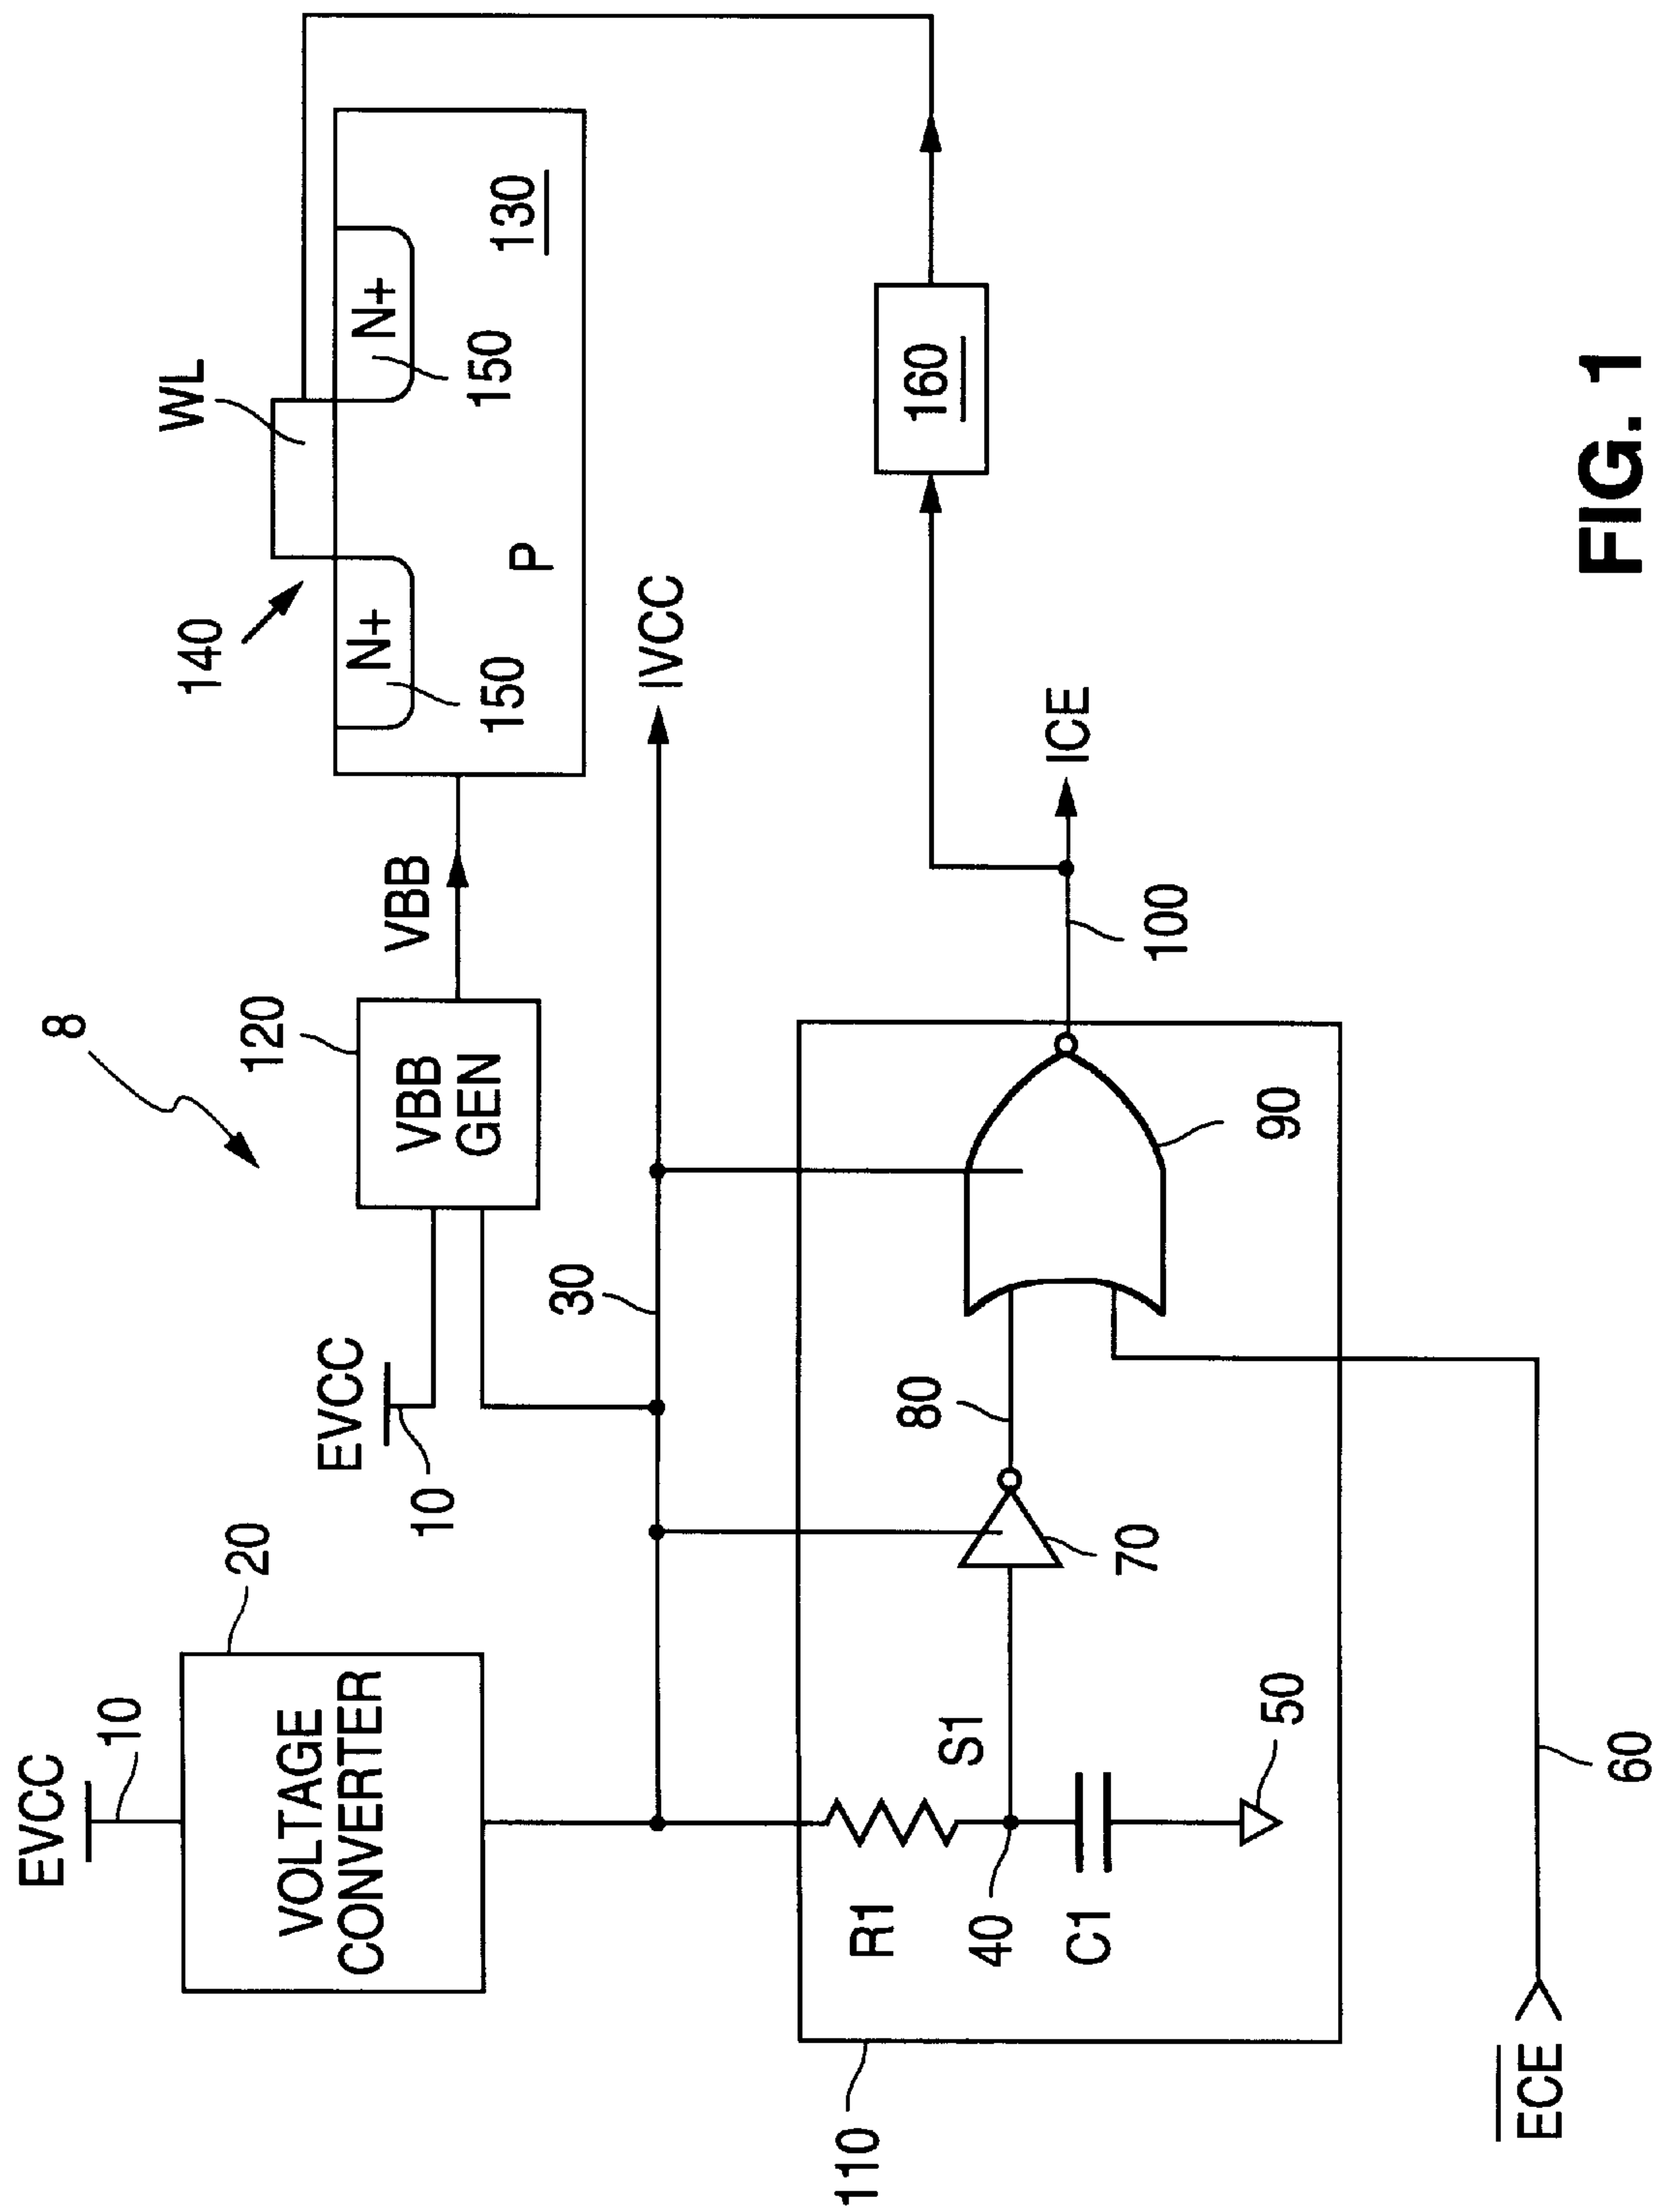 8
EVCC
10
20
VOLTAGE
CONVERTER
EVCC
10
120
VBB
GEN
VBB
140
WL
N+
N+
150
150
P
130
30
IVCC
110
R1
40
S1
C1
50
70
80
90
100
ICE
160
ECE
60
FIG. 1